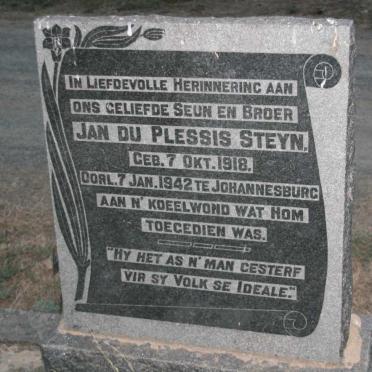 In Liefdevolle Herinnering aan
ons geliefde Seun en Broer
Jan du Plessis Steyn.
Geb. 7 Okt. 1918.
Oorl. 7 Jan. 1942 te Johannesburg
aan n' koeelwond wat hom
toegedien was.
"Hy het as n' man gesterf
vir sy Volk se Ideale."